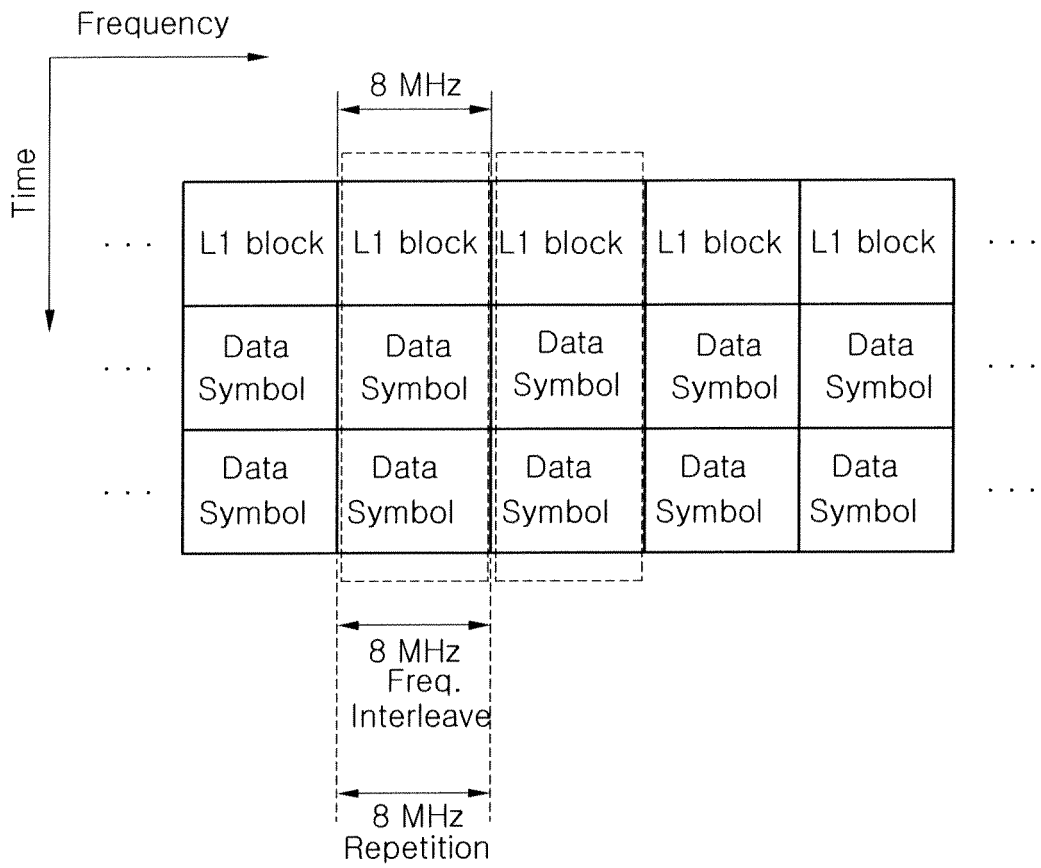 Frequency
8 MHz
Time
. . . L1 block L1 block L1 block L1 block L1 block . . .
Data Data Data Data Data
. . . Symbol Symbol Symbol Symbol Symbol . . .
Data Data Data Data Data
. . . Symbol Symbol Symbol Symbol Symbol . . .
8 MHz
Freq.
Interleave
8 MHz
Repetition